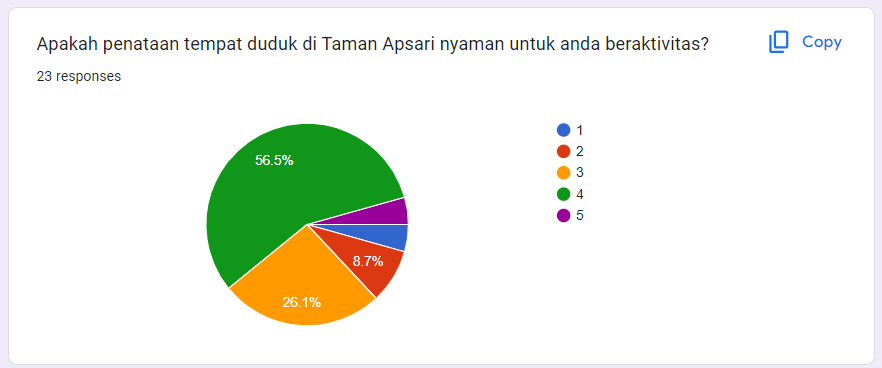 Apakah penataan tempat duduk di Taman Apsari nyaman untuk anda beraktivitas?
Copy
23 responses
56.5%
8.7%
26.1%
1
2
3
4
5